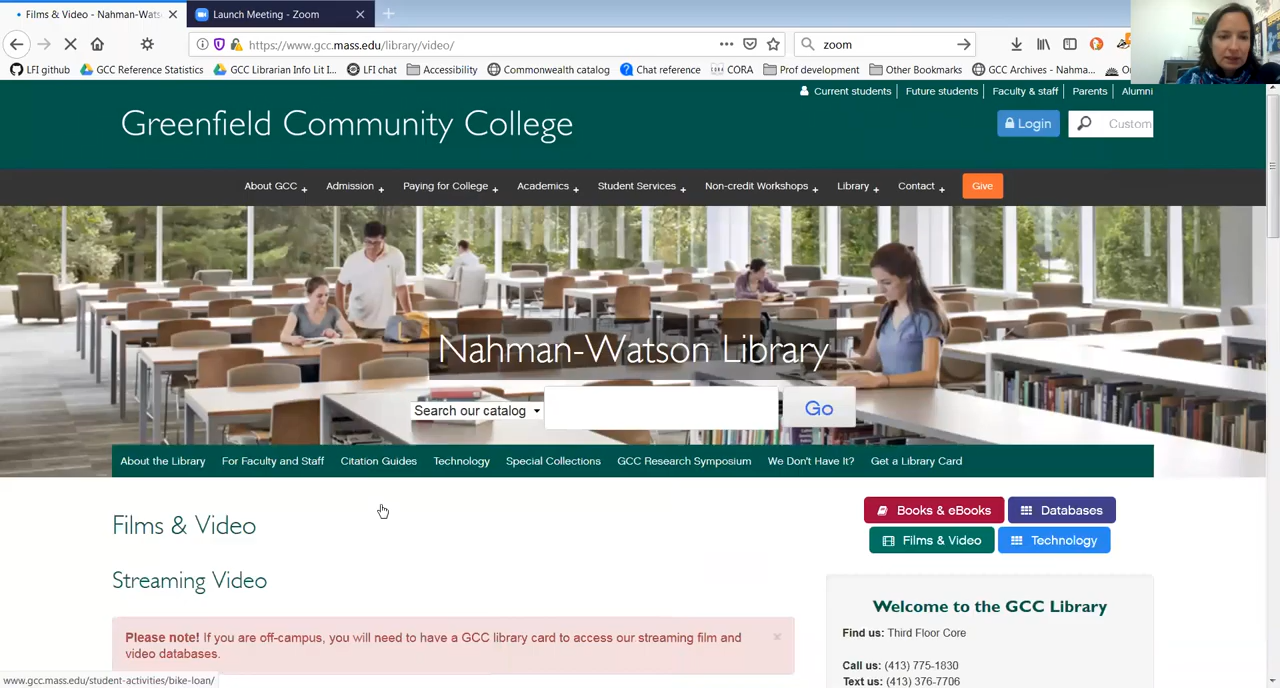 Films & Video - Nahman-Wats
Launch Meeting - Zoom
https://www.gcc.mass.edu/library/video/
zoom
LFI github
GCC Reference Statistics
GCC Librarian Info Lit I...
LFI chat
Accessibility
Commonwealth catalog
Chat reference
CORA
Prof development
Other Bookmarks
GCC Archives - Nahma...
Current students
Future students
Faculty & staff
Parents
Alumni
Greenfield Community College
Login
Custom
About GCC +
Admission +
Paying for College +
Academics +
Student Services +
Non-credit Workshops +
Library +
Contact +
Give
Nahman-Watson Library
Search our catalog
Go
About the Library
For Faculty and Staff
Citation Guides
Technology
Special Collections
GCC Research Symposium
We Don't Have It?
Get a Library Card
Films & Video
Books & eBooks
Databases
Films & Video
Technology
Streaming Video
Please note! If you are off-campus, you will need to have a GCC library card to access our streaming film and
video databases.
Welcome to the GCC Library
Find us: Third Floor Core
Call us: (413) 775-1830
Text us: (413) 376-7706
www.gcc.mass.edu/student-activities/bike-loan/